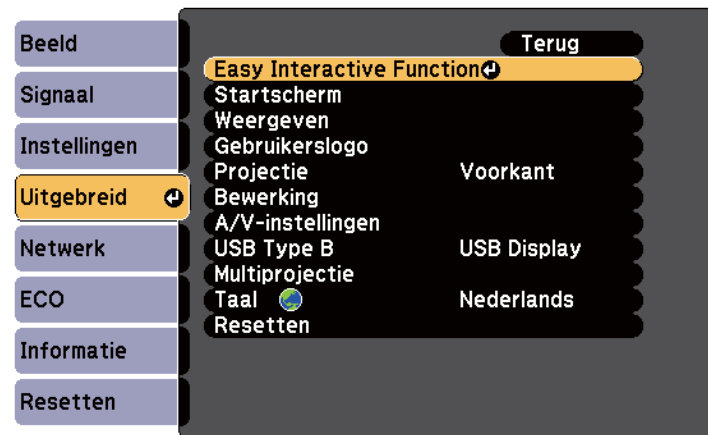 Beeld
Signaal
Instellingen
Uitgebreid
Netwerk
ECO
Informatie
Resetten
Terug
Easy Interactive Function
Startscherm
Weergeven
Gebruikerslogo
Projectie Voorkant
Bewerking
A/V-instellingen
USB Type B USB Display
Multiprojectie
Taal Nederlands
Resetten